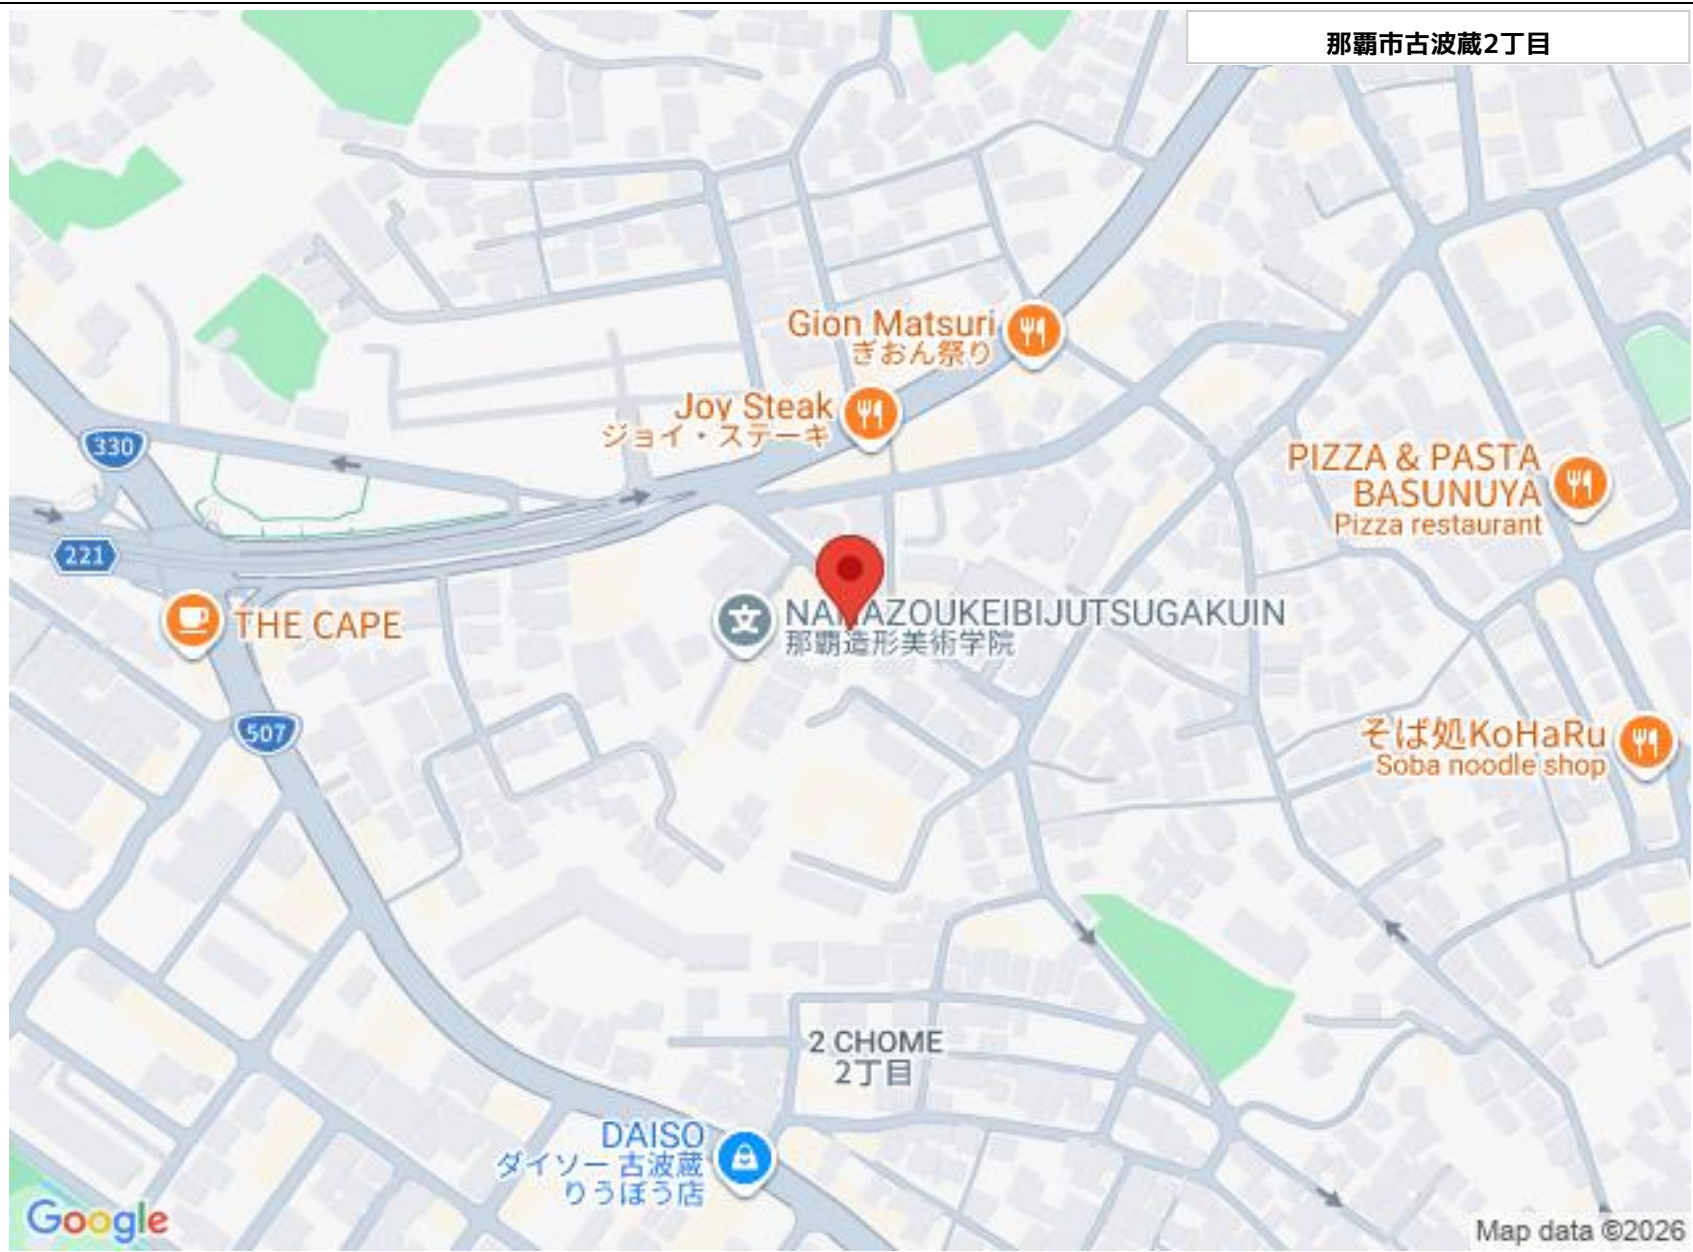 那覇市古波蔵2丁目
Gion Matsuri
ぎおん祭り
Joy Steak
ジョイ・ステーキ
330
PIZZA & PASTA
BASUNUYA
Pizza restaurant
221
THE CAPE
NAHAZOUKEIBIJUTSUGAKUIN
那覇造形美術学院
507
そば処KoHaRu
Soba noodle shop
2 CHOME
2丁目
DAISO
ダイソー 古波蔵
りうぼう店
Google
Map data ©2026